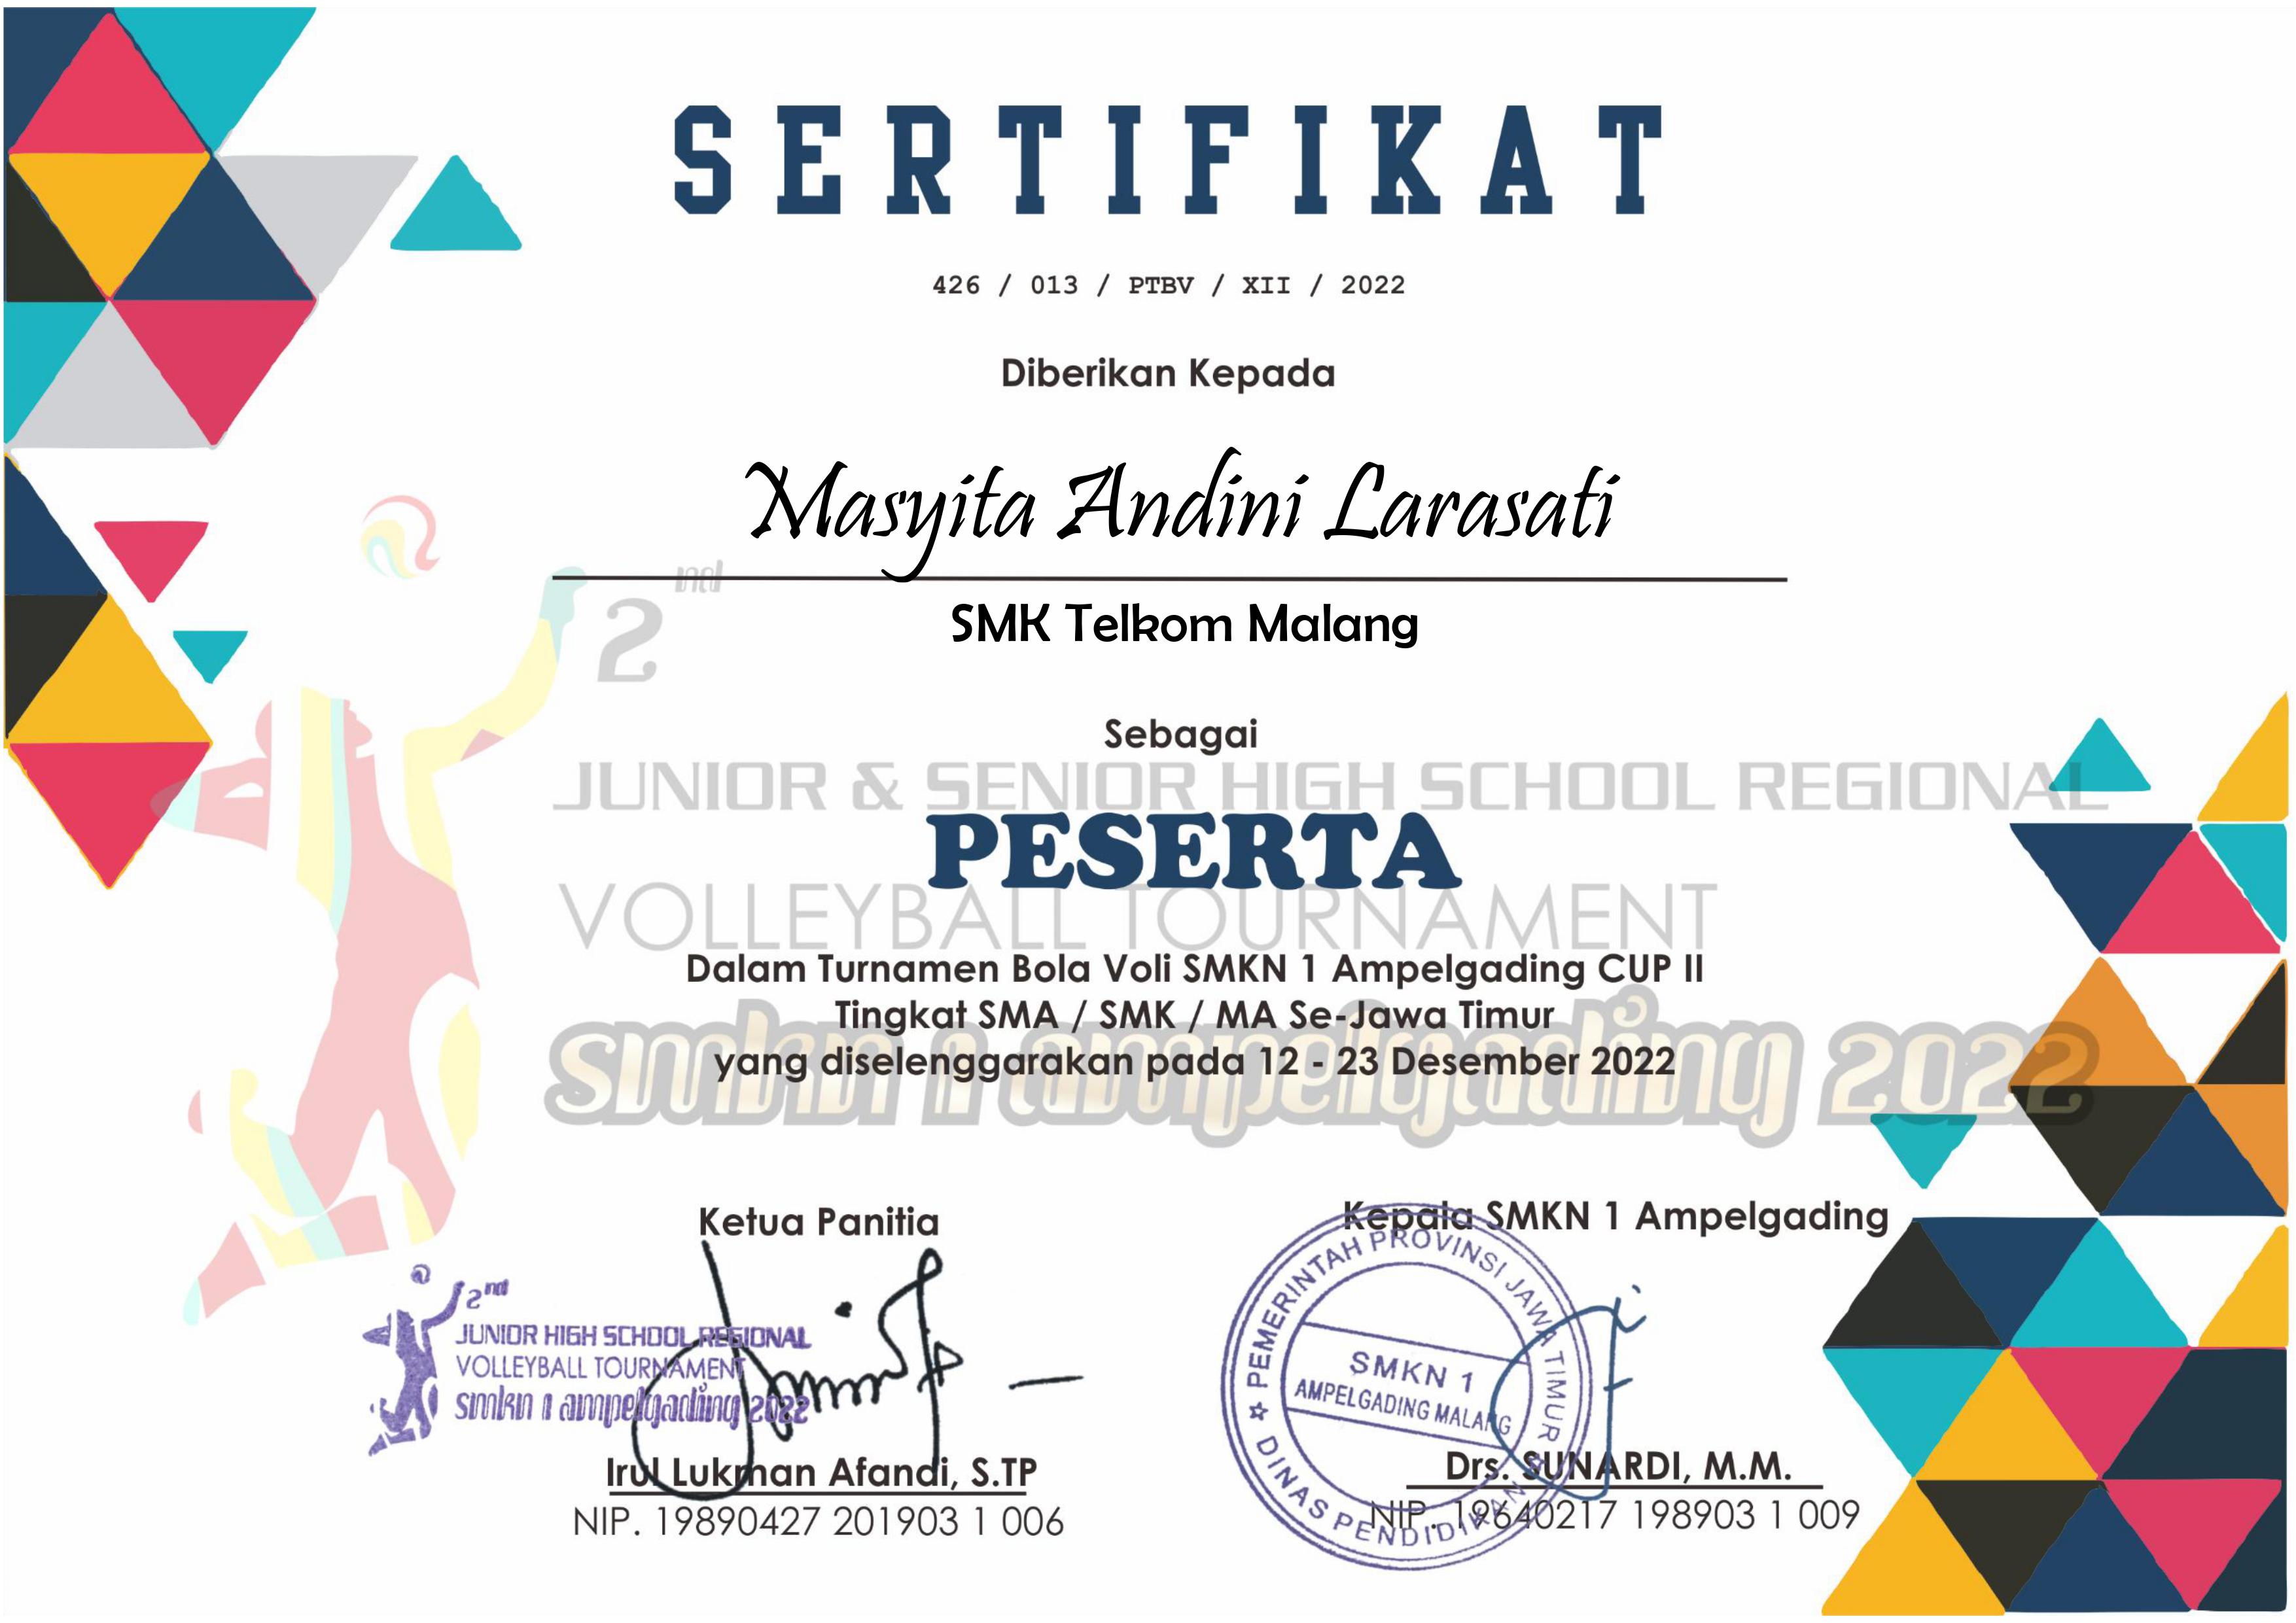 SERTIFIKAT
426 / 013 / PTBV / XII / 2022
Diberikan Kepada
Masyita Andini Larasati
2nd
SMK Telkom Malang
Sebagai
JUNIOR & SENIOR HIGH SCHOOL REGIONAL
PESERTA
VOLLEYBALL TOURNAMENT
Dalam Turnamen Bola Voli SMKN 1 Ampelgading CUP II
Tingkat SMA / SMK / MA Se-Jawa Timur
smkn 1 ampelgading 2022
yang diselenggarakan pada 12 - 23 Desember 2022
Ketua Panitia
2nd
JUNIOR HIGH SCHOOL REGIONAL
VOLLEYBALL TOURNAMENT
smkn 1 ampelgading 2022
Irul Lukman Afandi, S.TP
NIP. 19890427 201903 1 006
Kepala SMKN 1 Ampelgading
PEMERINTAH PROVINSI JAWA TIMUR
SMKN 1
AMPELGADING MALANG
DINAS PENDIDIKAN
Drs. SUNARDI, M.M.
NIP. 19640217 198903 1 009